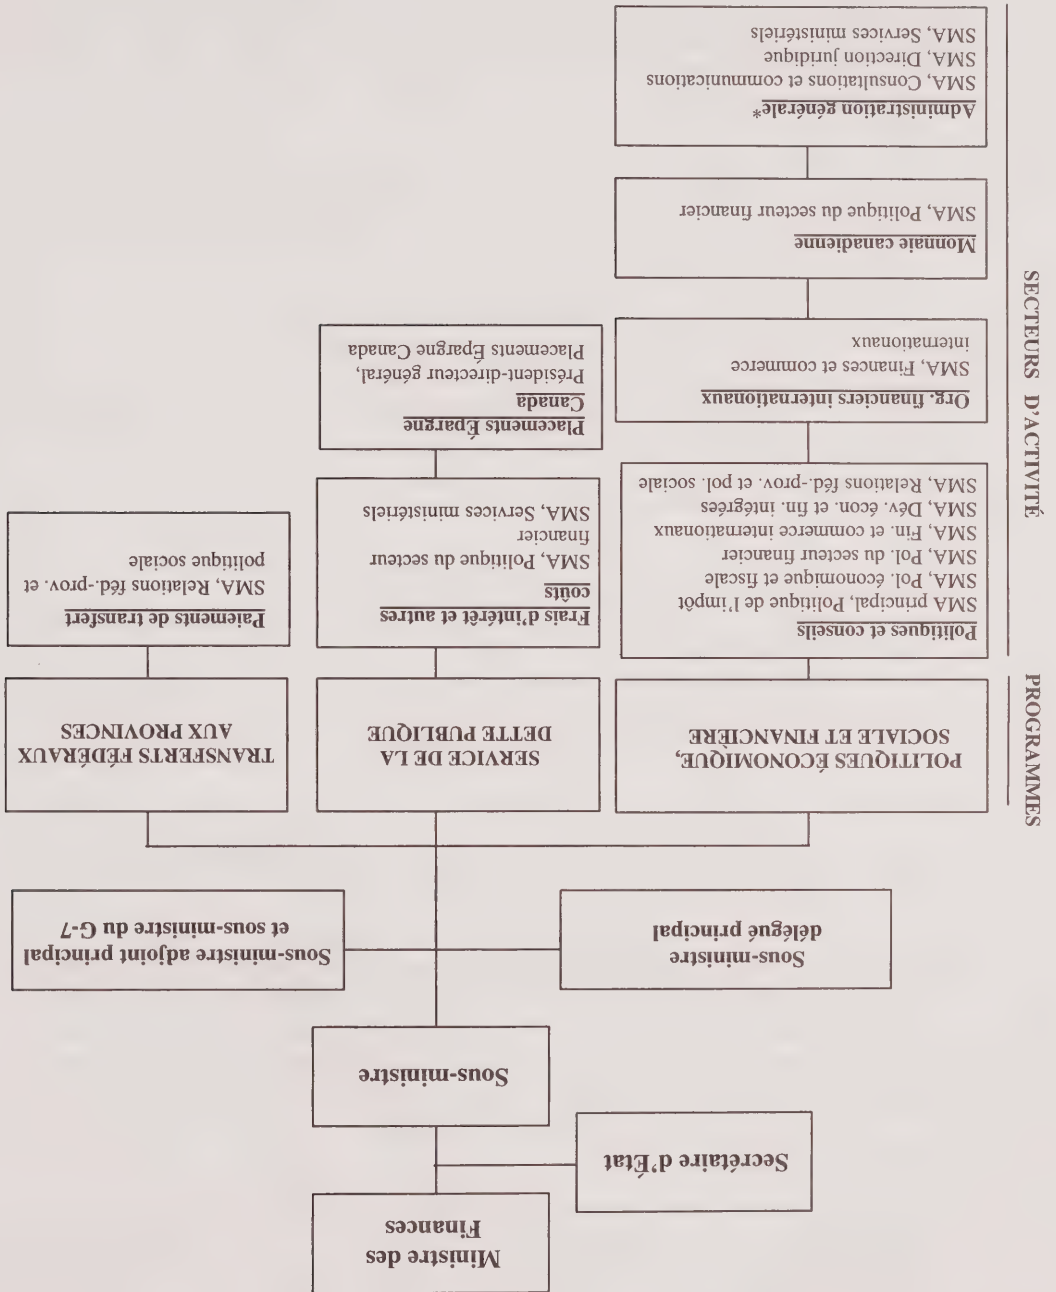 Ministre des
Finances
Secrétaire d'État
Sous-ministre
Sous-ministre
délégué principal
Sous-ministre adjoint principal
et sous-ministre du G-7
PROGRAMMES
POLITIQUES ÉCONOMIQUE,
SOCIALE ET FINANCIÈRE
SERVICE DE LA
DETTE PUBLIQUE
TRANSFERTS FÉDÉRAUX
AUX PROVINCES
SECTEURS D'ACTIVITÉ
Politiques et conseils
SMA principal, Politique de l'impôt
SMA, Pol. économique et fiscale
SMA, Pol. du secteur financier
SMA, Fin. et commerce internationaux
SMA, Dév. écon. et fin. intégrées
SMA, Relations féd.-prov. et pol. sociale
Frais d'intérêt et autres
coûts
SMA, Politique du secteur
financier
SMA, Services ministériels
Paiements de transfert
SMA, Relations féd.-prov. et
politique sociale
Org. financiers internationaux
SMA, Finances et commerce
internationaux
Placements Épargne
Canada
Président-directeur général,
Placements Épargne Canada
Monnaie canadienne
SMA, Politique du secteur financier
Administration générale*
SMA, Consultations et communications
SMA, Direction juridique
SMA, Services ministériels